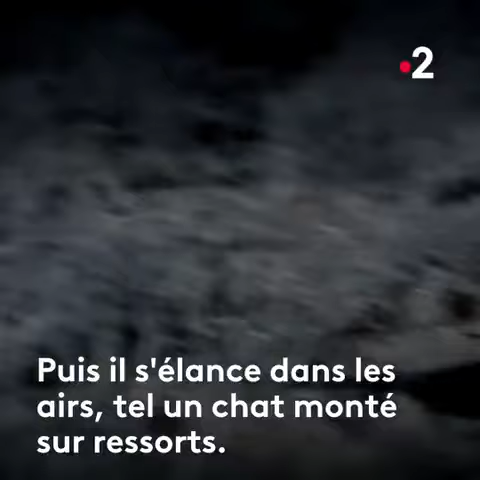 2
Puis il s'élance dans les
airs, tel un chat monté
sur ressorts.